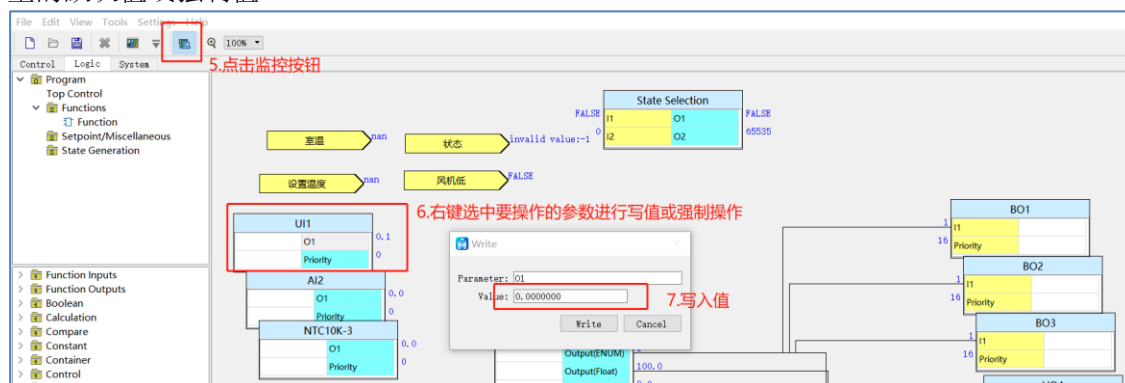 File Edit View Tools Settings Help
100%
5.点击监控按钮
Control Logic System
Program
Top Control
Functions
Function
Setpoint/Miscellaneous
State Generation
State Selection
FALSE I1 O1 FALSE
0 I2 O2 65535
室温 nan
状态 invalid value:-1
设置温度 nan
风机低 FALSE
6.右键选中要操作的参数进行写值或强制操作
UI1
O1 0.1
Priority 0
AI2
O1 0.0
Priority 0
NTC10K-3
O1 0.0
Priority 0
Write
Parameter: O1
Value: 0.0000000
7.写入值
Write Cancel
Output(ENUM)
Output(Float) 100.0
BO1
1 I1
16 Priority
BO2
1 I1
16 Priority
BO3
1 I1
16 Priority
Function Inputs
Function Outputs
Boolean
Calculation
Compare
Constant
Container
Control